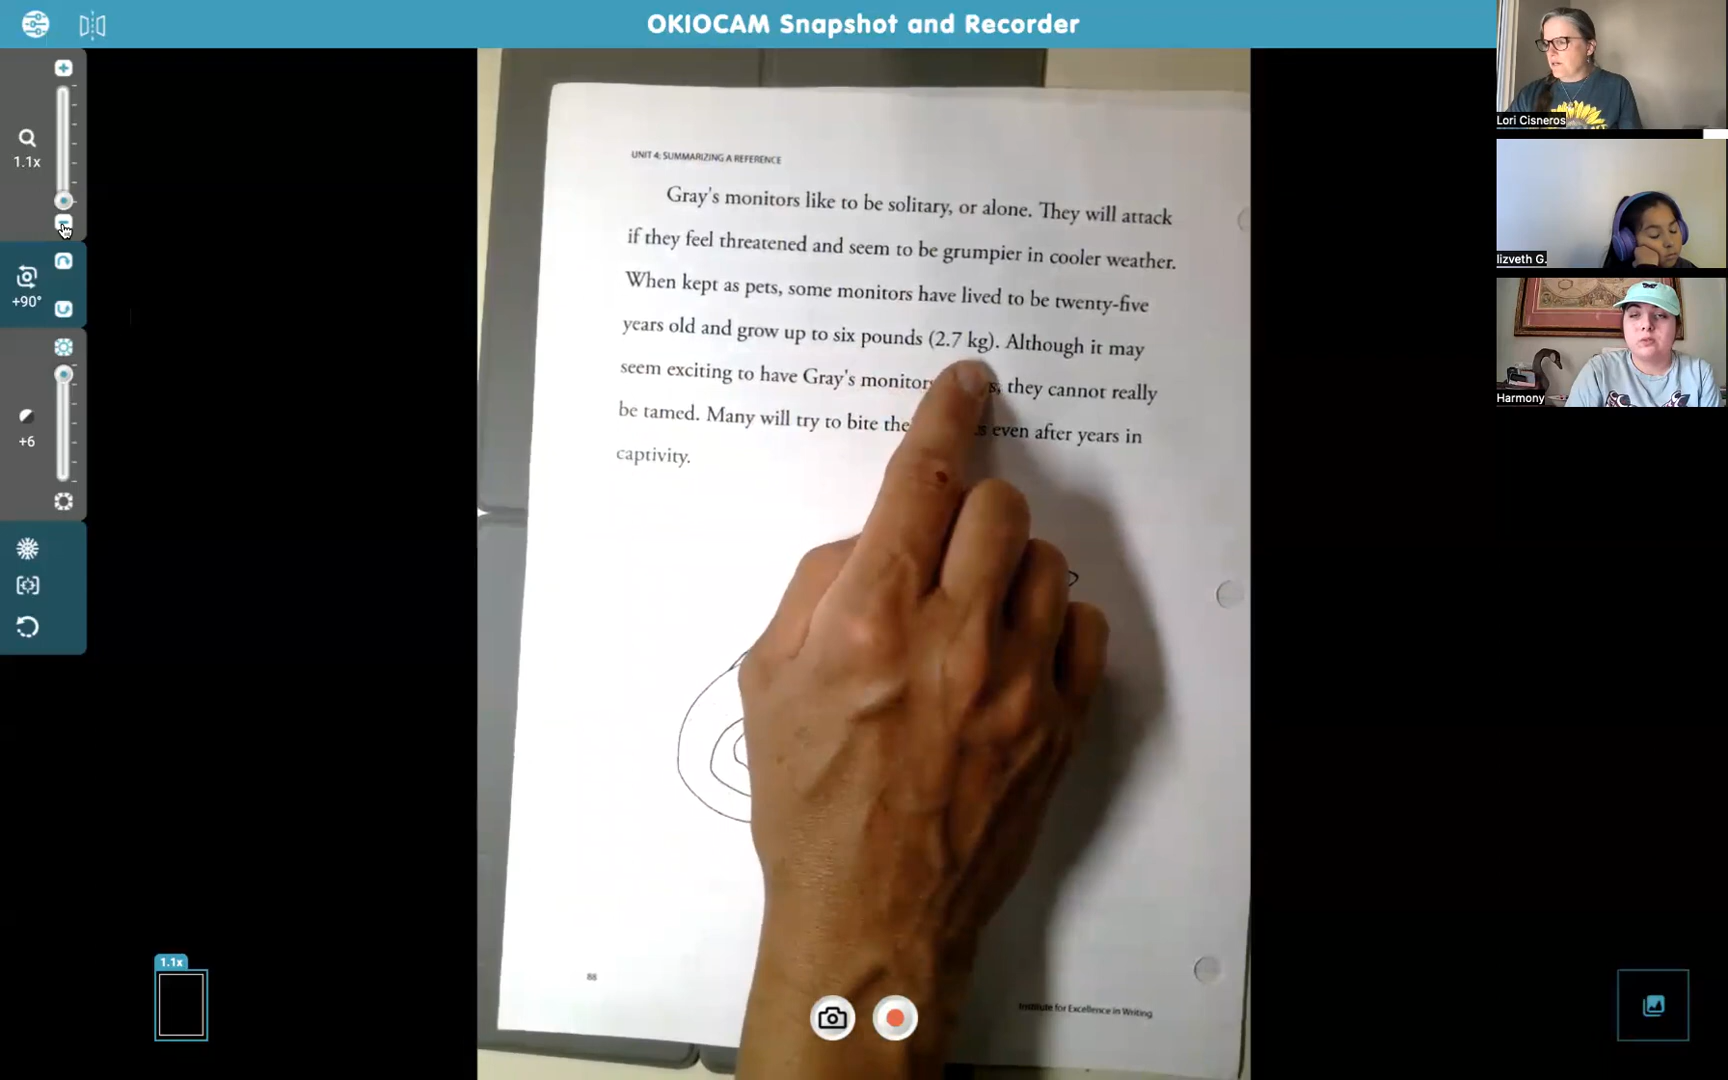 OKIOCAM Snapshot and Recorder
1.1x
+90°
+6
1.1x
UNIT 4: SUMMARIZING A REFERENCE
Gray's monitors like to be solitary, or alone. They will attack
if they feel threatened and seem to be grumpier in cooler weather.
When kept as pets, some monitors have lived to be twenty-five
years old and grow up to six pounds (2.7 kg). Although it may
seem exciting to have Gray's monitors they cannot really
be tamed. Many will try to bite even after years in
captivity.
88
Institute for Excellence in Writing
Lori Cisneros
lizveth G.
Harmony